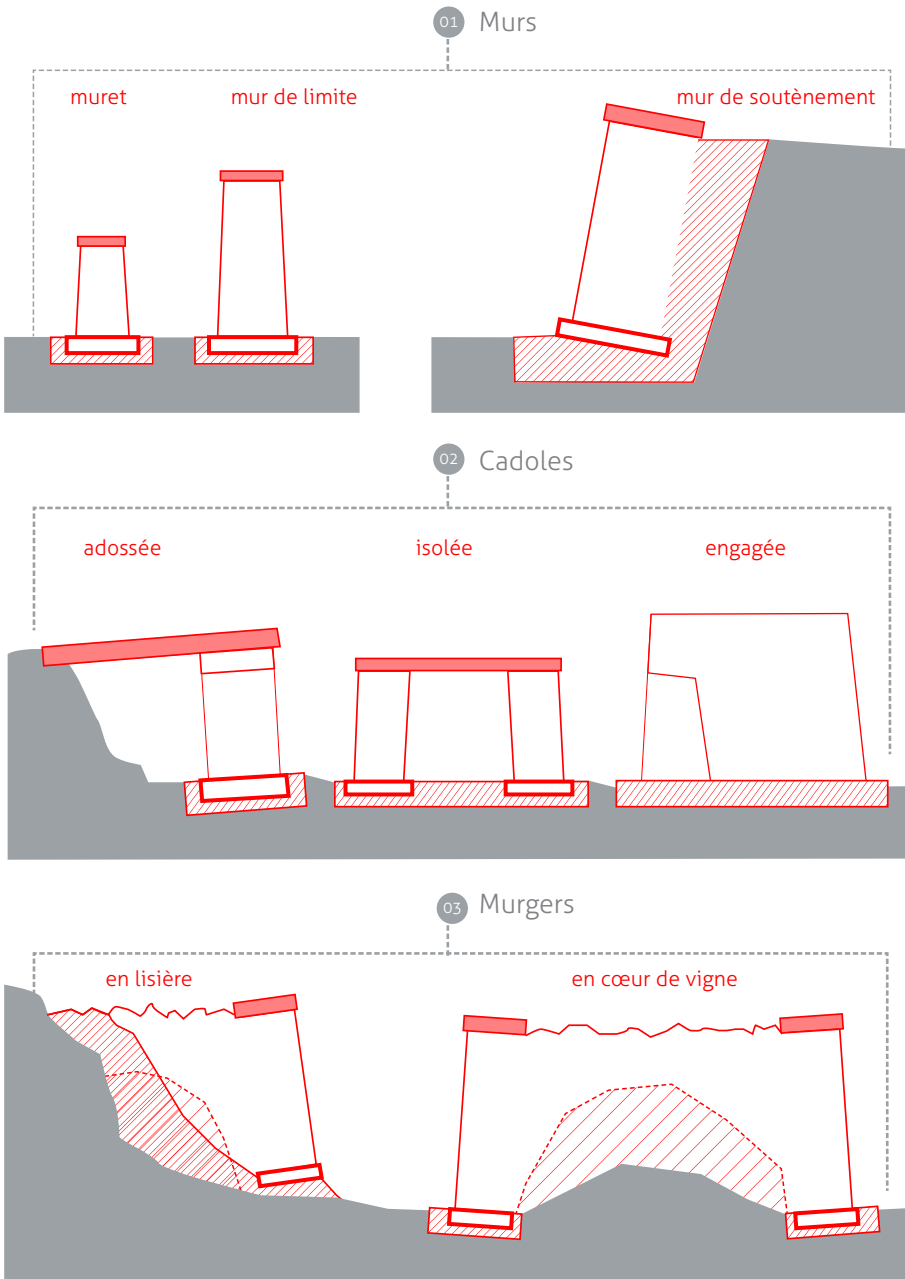 01 Murs
muret mur de limite mur de soutènement
02 Cadoles
adossée isolée engagée
03 Murgers
en lisière en cœur de vigne